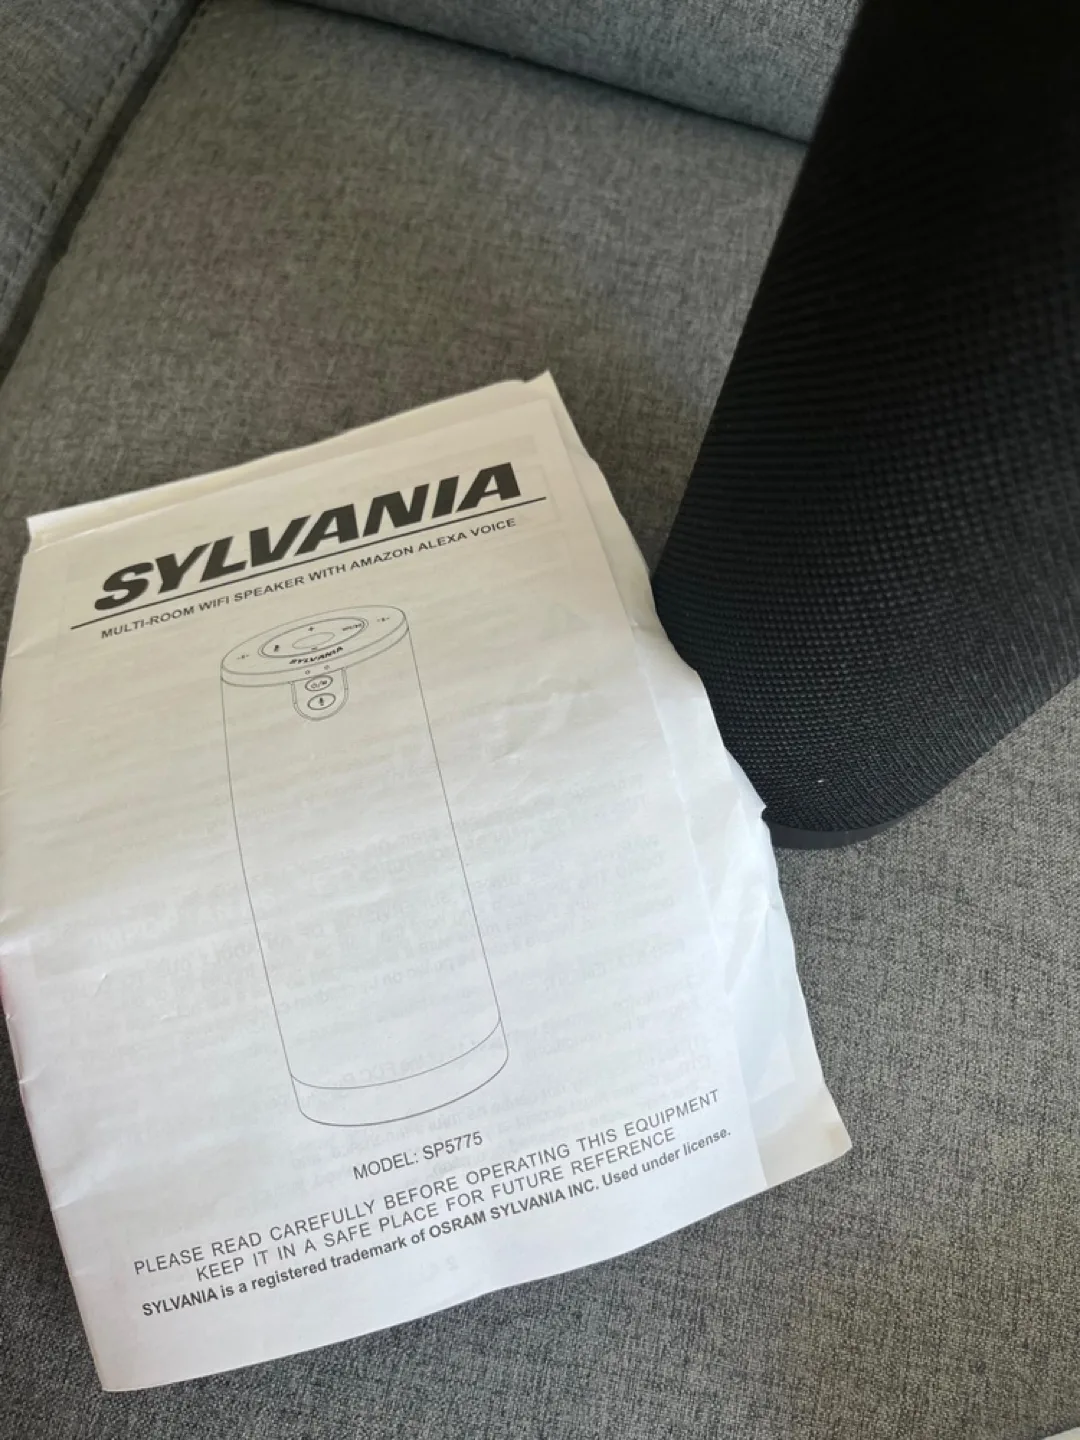 SYLVANIA
MULTI-ROOM WIFI SPEAKER WITH AMAZON ALEXA VOICE
SYLVANIA
MODEL: SP5775
PLEASE READ CAREFULLY BEFORE OPERATING THIS EQUIPMENT
KEEP IT IN A SAFE PLACE FOR FUTURE REFERENCE
SYLVANIA is a registered trademark of OSRAM SYLVANIA INC. Used under license.